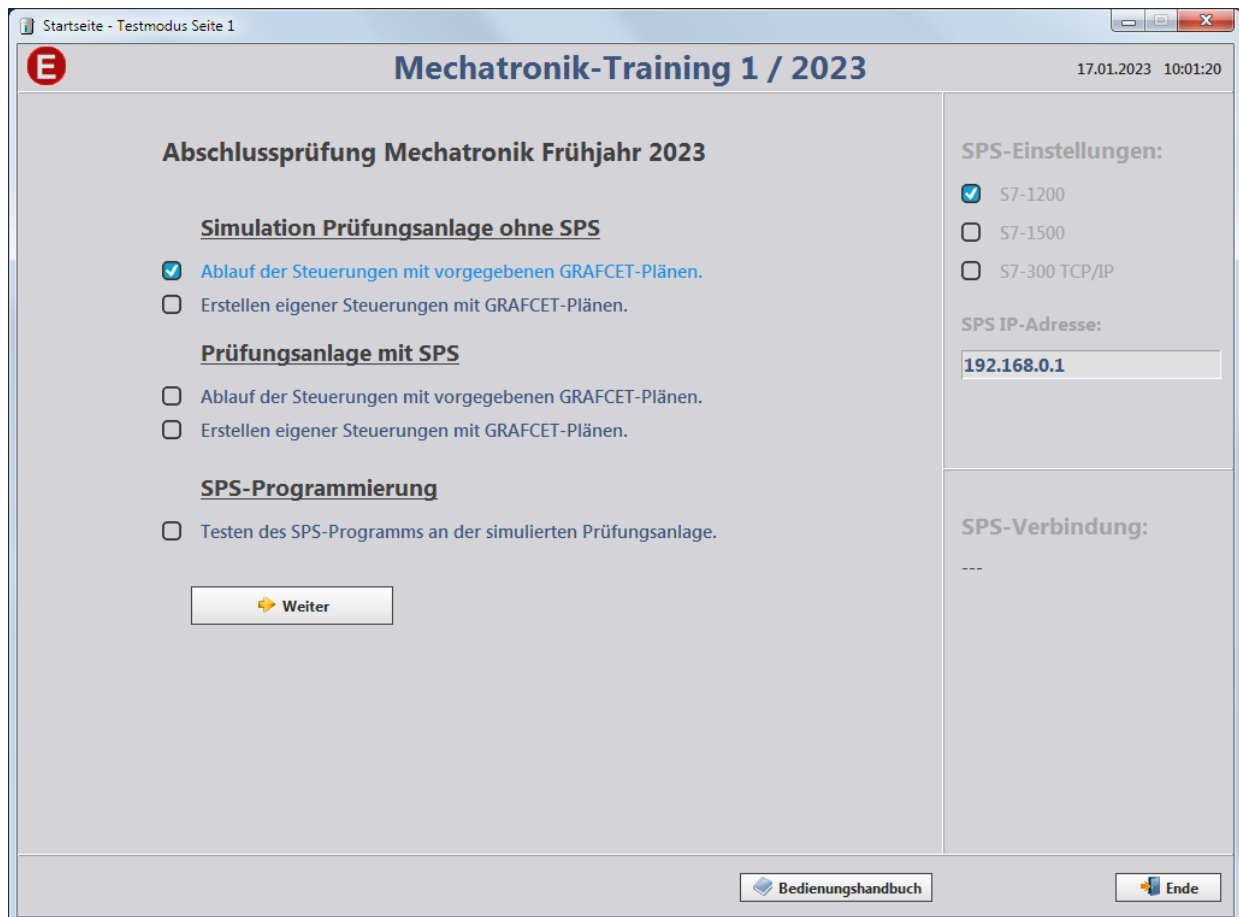 Startseite - Testmodus Seite 1
E
Mechatronik-Training 1 / 2023
17.01.2023 10:01:20
Abschlussprüfung Mechatronik Frühjahr 2023
Simulation Prüfungsanlage ohne SPS
Ablauf der Steuerungen mit vorgegebenen GRAFCET-Plänen.
Erstellen eigener Steuerungen mit GRAFCET-Plänen.
Prüfungsanlage mit SPS
Ablauf der Steuerungen mit vorgegebenen GRAFCET-Plänen.
Erstellen eigener Steuerungen mit GRAFCET-Plänen.
SPS-Programmierung
Testen des SPS-Programms an der simulierten Prüfungsanlage.
Weiter
SPS-Einstellungen:
S7-1200
S7-1500
S7-300 TCP/IP
SPS IP-Adresse:
192.168.0.1
SPS-Verbindung:
---
Bedienungshandbuch
Ende